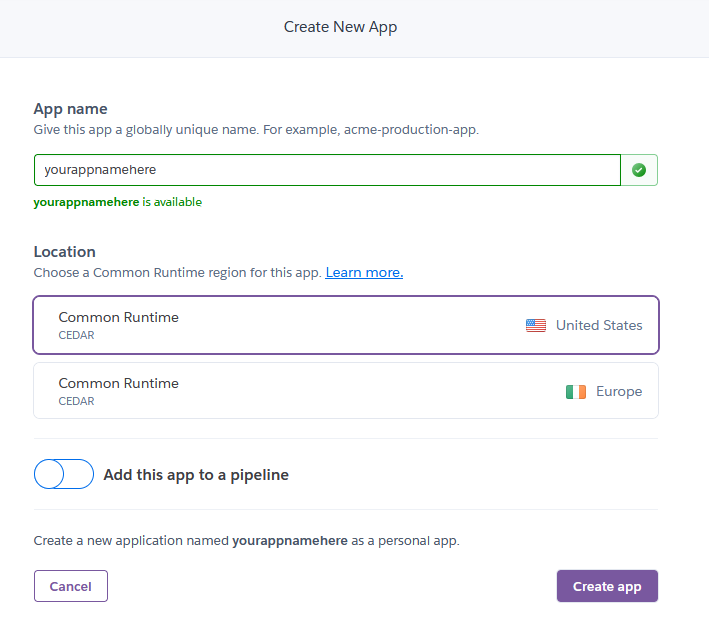 Create New App
App name
Give this app a globally unique name. For example, acme-production-app.
yourappnamehere
yourappnamehere is available
Location
Choose a Common Runtime region for this app. Learn more.
Common Runtime
CEDAR
United States
Common Runtime
CEDAR
Europe
Add this app to a pipeline
Create a new application named yourappnamehere as a personal app.
Cancel
Create app